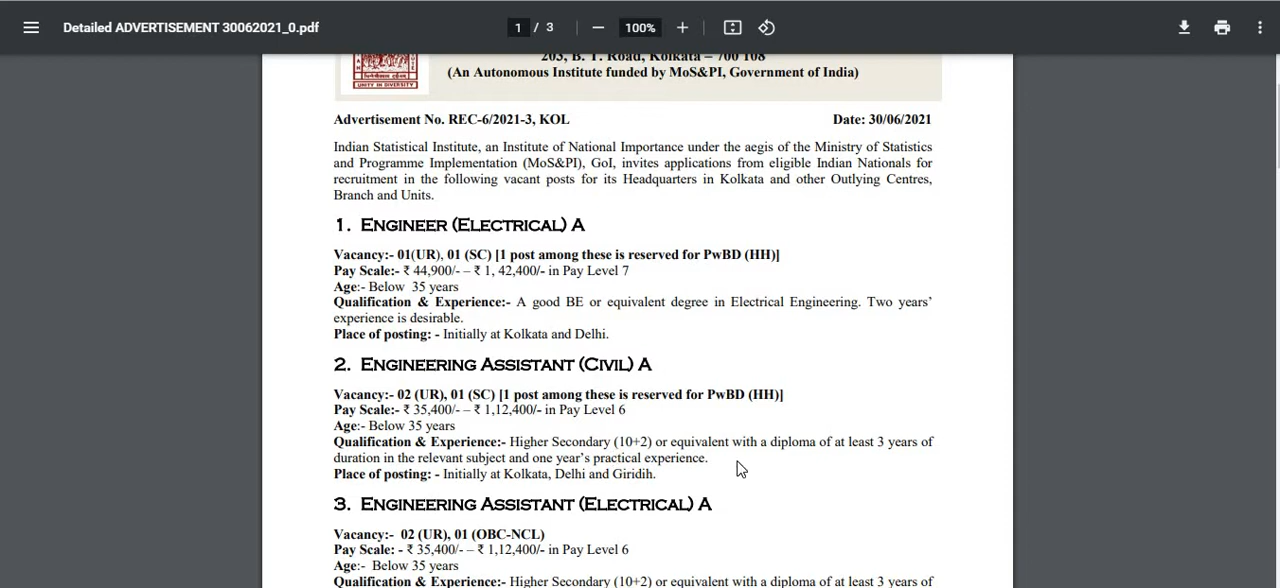 Detailed ADVERTISEMENT 30062021_0.pdf
1 / 3
100%
203, B. T. Road, Kolkata – 700 108
(An Autonomous Institute funded by MoS&PI, Government of India)
UNITY IN DIVERSITY
Advertisement No. REC-6/2021-3, KOL Date: 30/06/2021
Indian Statistical Institute, an Institute of National Importance under the aegis of the Ministry of Statistics
and Programme Implementation (MoS&PI), GoI, invites applications from eligible Indian Nationals for
recruitment in the following vacant posts for its Headquarters in Kolkata and other Outlying Centres,
Branch and Units.
1. ENGINEER (ELECTRICAL) A
Vacancy:- 01(UR), 01 (SC) [1 post among these is reserved for PwBD (HH)]
Pay Scale:- ₹ 44,900/- – ₹ 1, 42,400/- in Pay Level 7
Age:- Below 35 years
Qualification & Experience:- A good BE or equivalent degree in Electrical Engineering. Two years’
experience is desirable.
Place of posting: - Initially at Kolkata and Delhi.
2. ENGINEERING ASSISTANT (CIVIL) A
Vacancy:- 02 (UR), 01 (SC) [1 post among these is reserved for PwBD (HH)]
Pay Scale:- ₹ 35,400/- – ₹ 1,12,400/- in Pay Level 6
Age:- Below 35 years
Qualification & Experience:- Higher Secondary (10+2) or equivalent with a diploma of at least 3 years of
duration in the relevant subject and one year’s practical experience.
Place of posting: - Initially at Kolkata, Delhi and Giridih.
3. ENGINEERING ASSISTANT (ELECTRICAL) A
Vacancy:- 02 (UR), 01 (OBC-NCL)
Pay Scale: - ₹ 35,400/- – ₹ 1,12,400/- in Pay Level 6
Age:- Below 35 years
Qualification & Experience:- Higher Secondary (10+2) or equivalent with a diploma of at least 3 years of